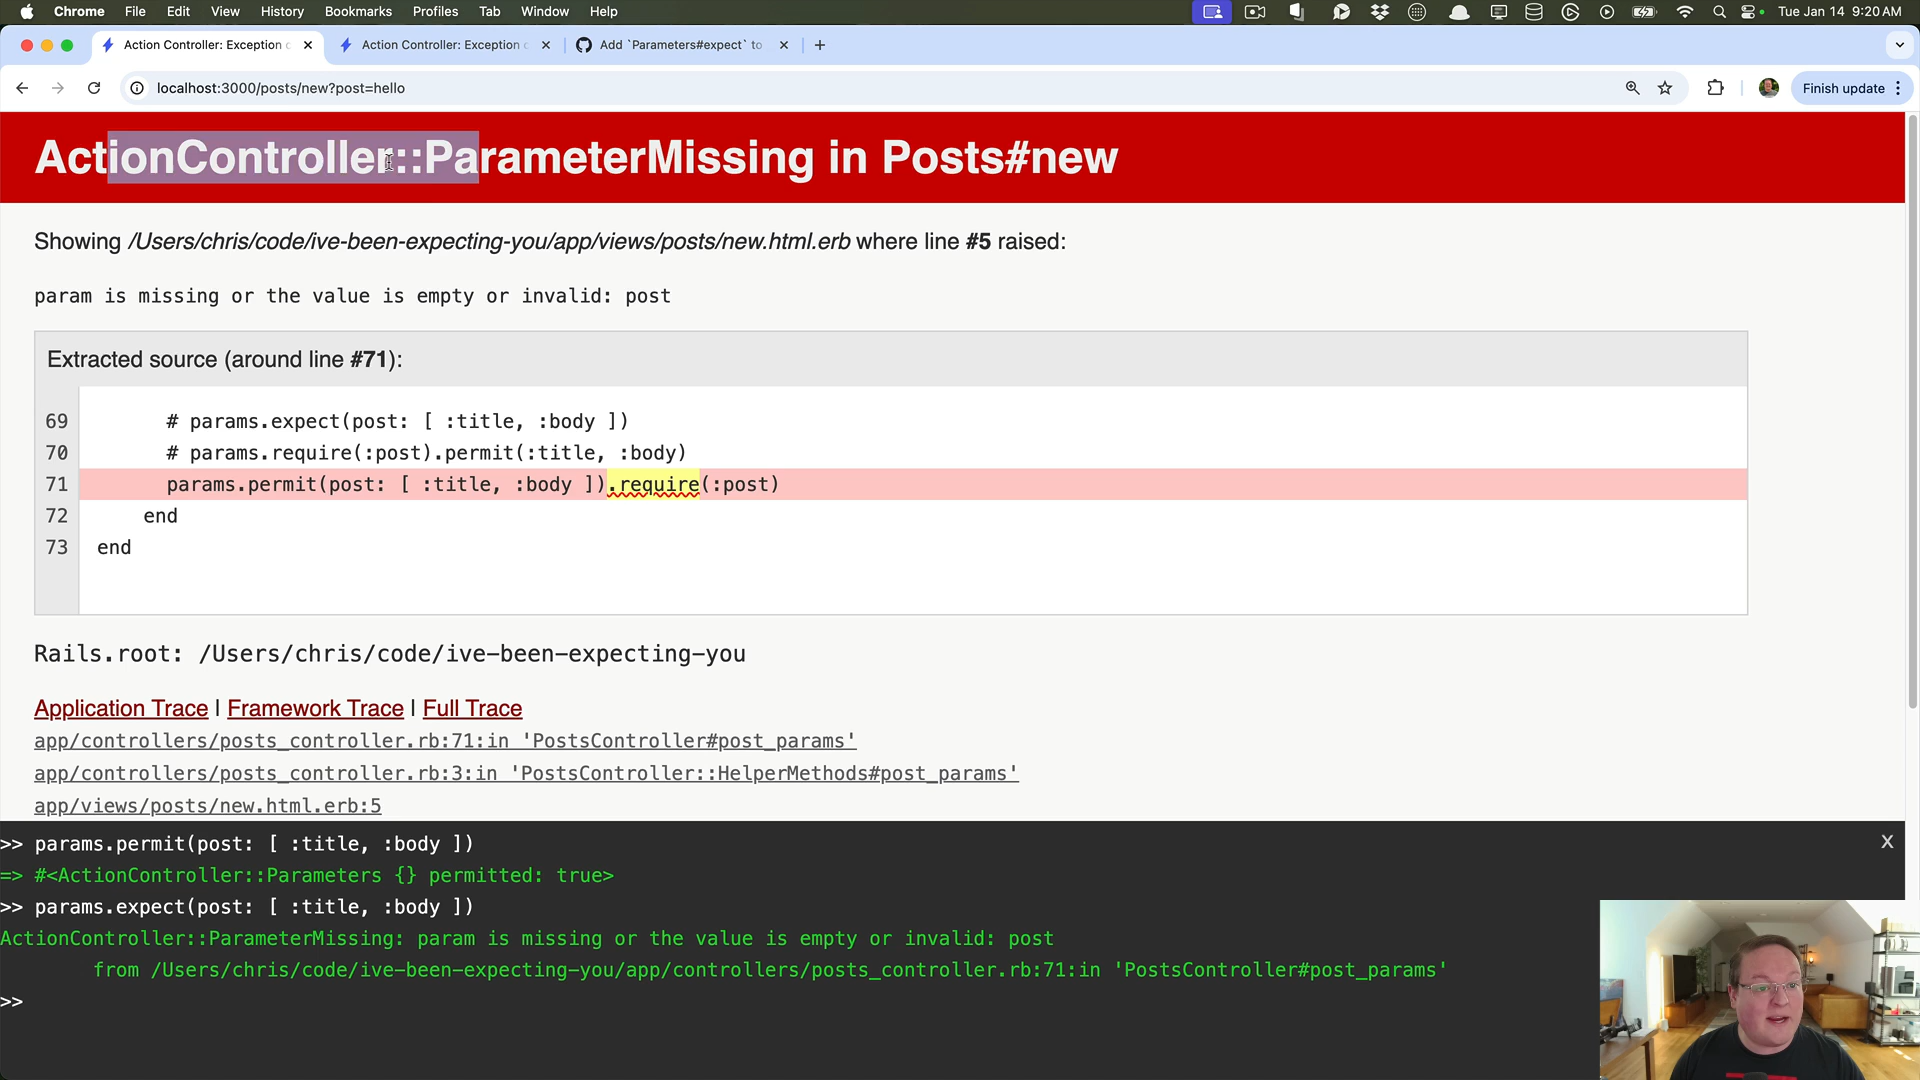 Chrome File Edit View History Bookmarks Profiles Tab Window Help Tue Jan 14 9:20 AM
Action Controller: Exception Action Controller: Exception Add `Parameters#expect` to
localhost:3000/posts/new?post=hello Finish update
ActionController::ParameterMissing in Posts#new
Showing /Users/chris/code/ive-been-expecting-you/app/views/posts/new.html.erb where line #5 raised:
param is missing or the value is empty or invalid: post
Extracted source (around line #71):
69 # params.expect(post: [ :title, :body ])
70 # params.require(:post).permit(:title, :body)
71 params.permit(post: [ :title, :body ]).require(:post)
72 end
73 end
Rails.root: /Users/chris/code/ive-been-expecting-you
Application Trace | Framework Trace | Full Trace
app/controllers/posts_controller.rb:71:in 'PostsController#post_params'
app/controllers/posts_controller.rb:3:in 'PostsController::HelperMethods#post_params'
app/views/posts/new.html.erb:5
>> params.permit(post: [ :title, :body ]) x
=> #<ActionController::Parameters {} permitted: true>
>> params.expect(post: [ :title, :body ])
ActionController::ParameterMissing: param is missing or the value is empty or invalid: post
from /Users/chris/code/ive-been-expecting-you/app/controllers/posts_controller.rb:71:in 'PostsController#post_params'
>>